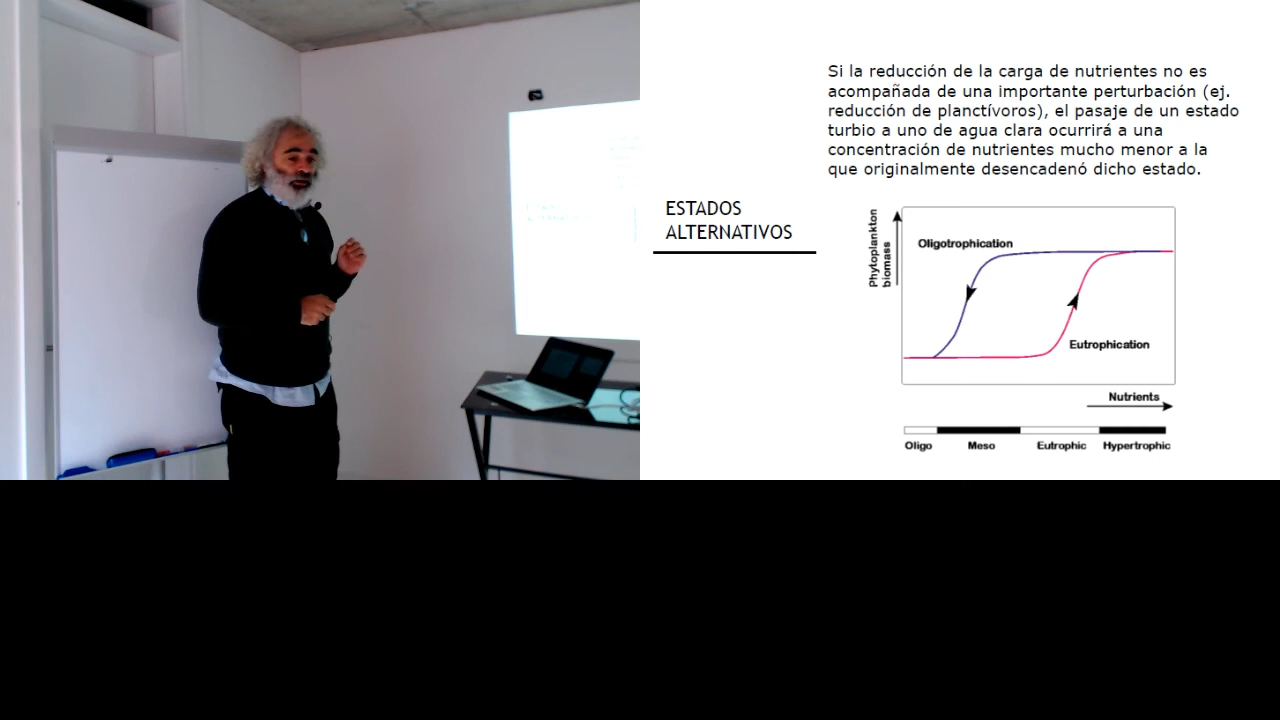 Si la reducción de la carga de nutrientes no es
acompañada de una importante perturbación (ej.
reducción de planctívoros), el pasaje de un estado
turbio a uno de agua clara ocurrirá a una
concentración de nutrientes mucho menor a la
que originalmente desencadenó dicho estado.
ESTADOS
ALTERNATIVOS
Phytoplankton
biomass
Oligotrophication
Eutrophication
Nutrients
Oligo Meso Eutrophic Hypertrophic